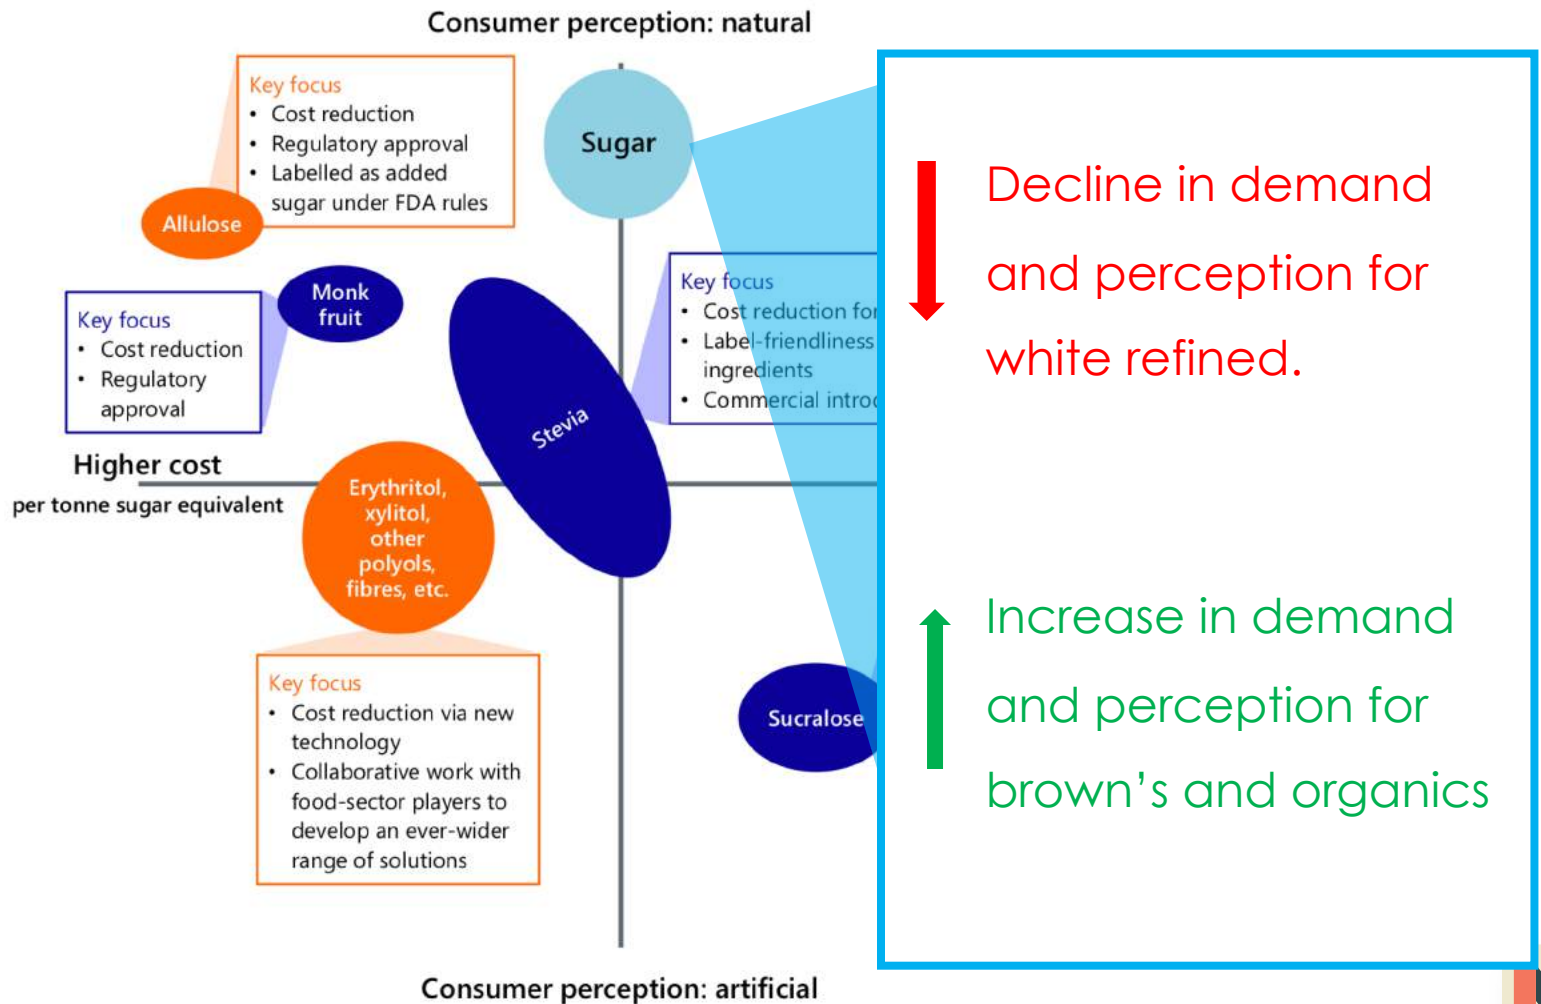 Consumer perception: natural
Key focus
• Cost reduction
• Regulatory approval
• Labelled as added
sugar under FDA rules
Allulose
Sugar
Monk
fruit
Key focus
• Cost reduction
• Regulatory
approval
Key focus
• Cost reduction for
• Label-friendliness
ingredients
• Commercial
Stevia
Higher cost
per tonne sugar equivalent
Erythritol,
xylitol,
other
polyols,
fibres, etc.
Key focus
• Cost reduction via new
technology
• Collaborative work with
food-sector players to
develop an ever-wider
range of solutions
Sucralose
Consumer perception: artificial
Decline in demand
and perception for
white refined.
Increase in demand
and perception for
brown's and organics